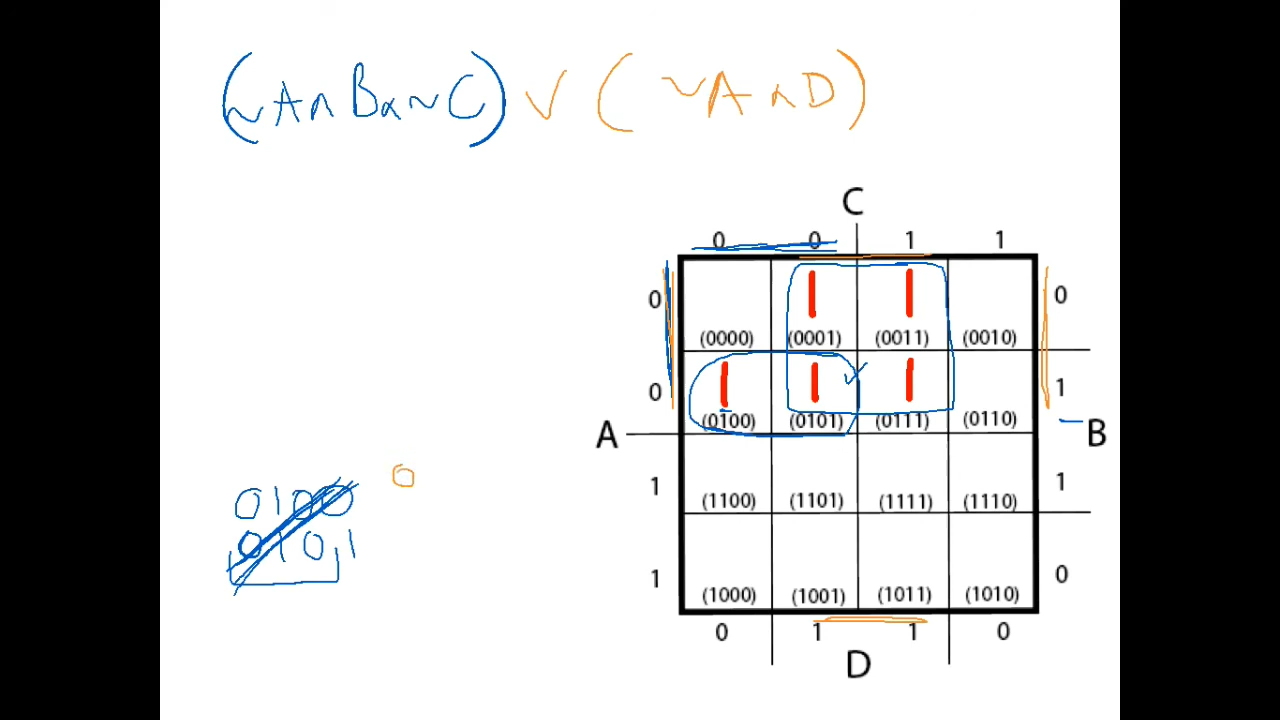 (~A∧B∧~C) ∨ (~A∧D)
C
0 0 1 1
0 | | 0
(0000) (0001) (0011) (0010)
0 | | | 1
(0100) (0101) (0111) (0110)
A B
0
0100
1 (1100) (1101) (1111) (1110) 1
0101
1 (1000) (1001) (1011) (1010) 0
0 1 1 0
D